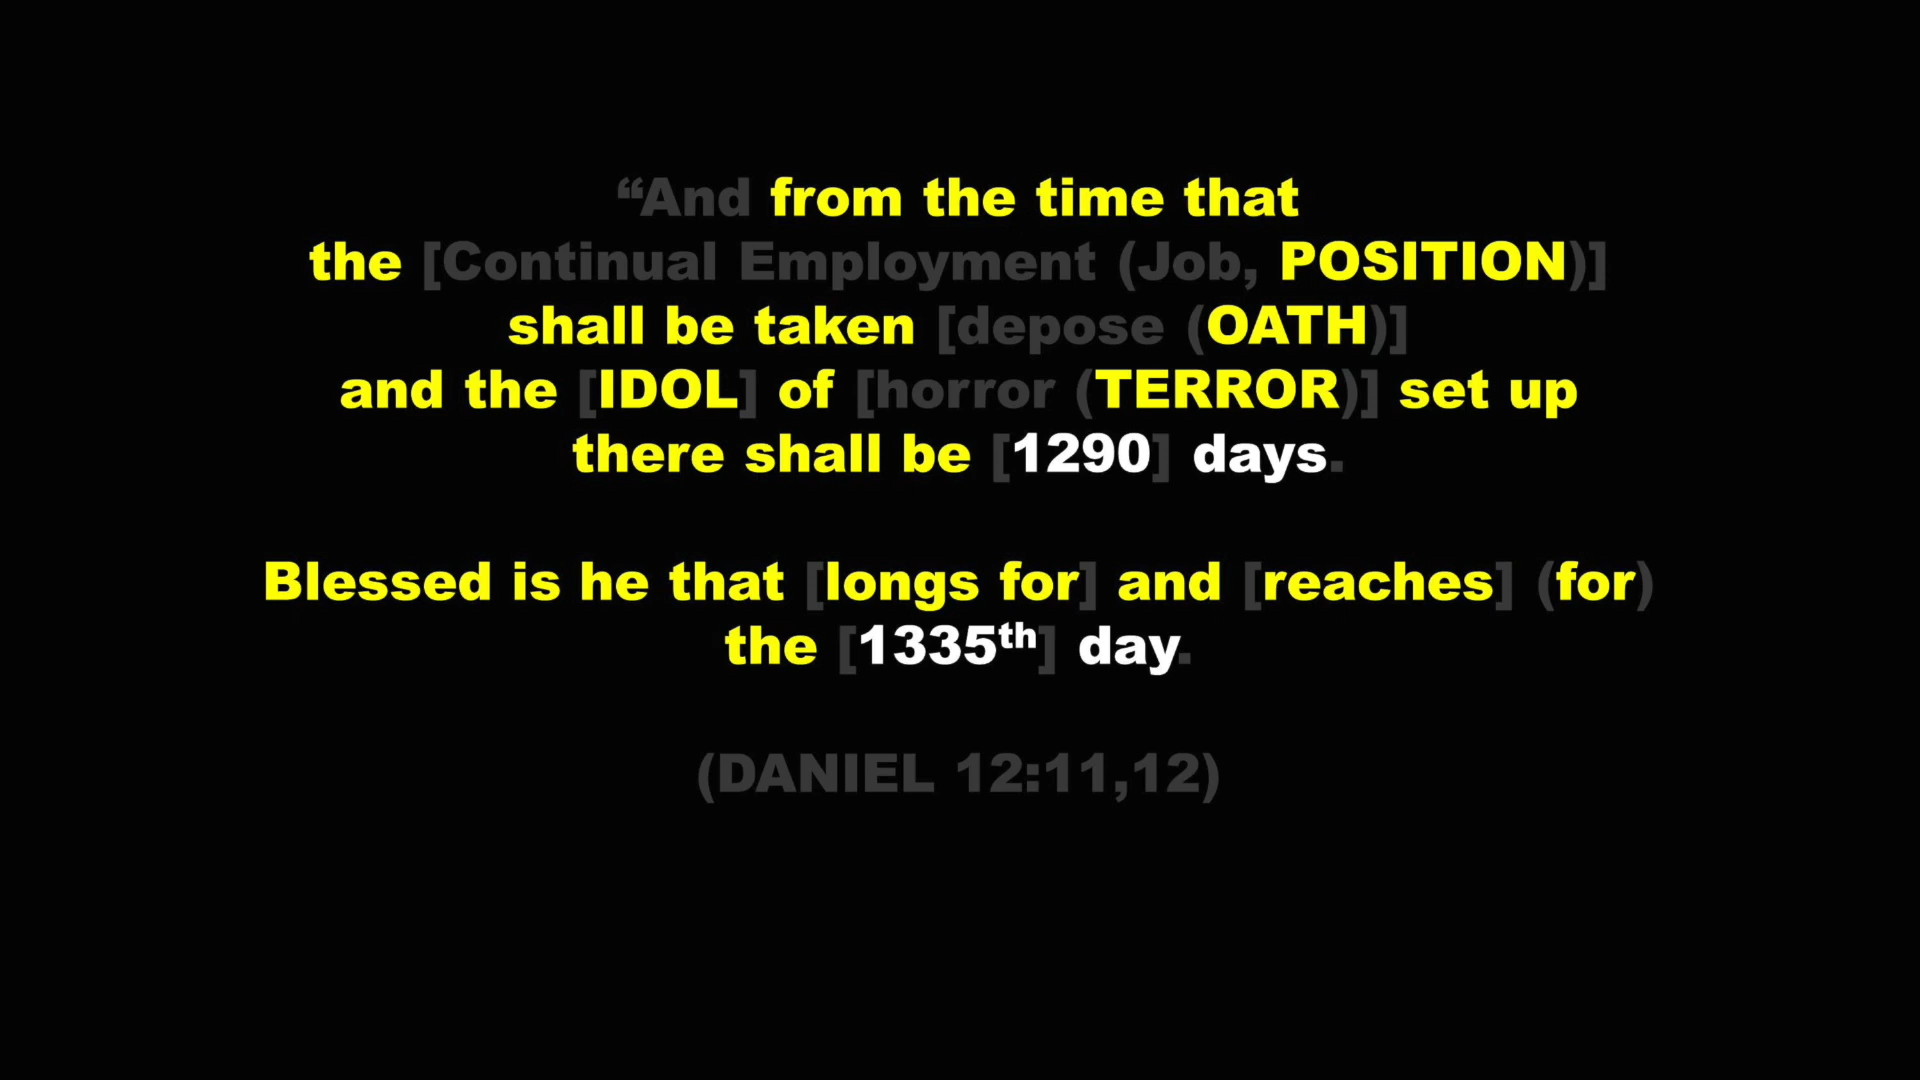 “And from the time that
the [Continual Employment (Job, POSITION)]
shall be taken [depose (OATH)]
and the [IDOL] of [horror (TERROR)] set up
there shall be [1290] days.
Blessed is he that [longs for] and [reaches] (for)
the [1335th] day.
(DANIEL 12:11,12)